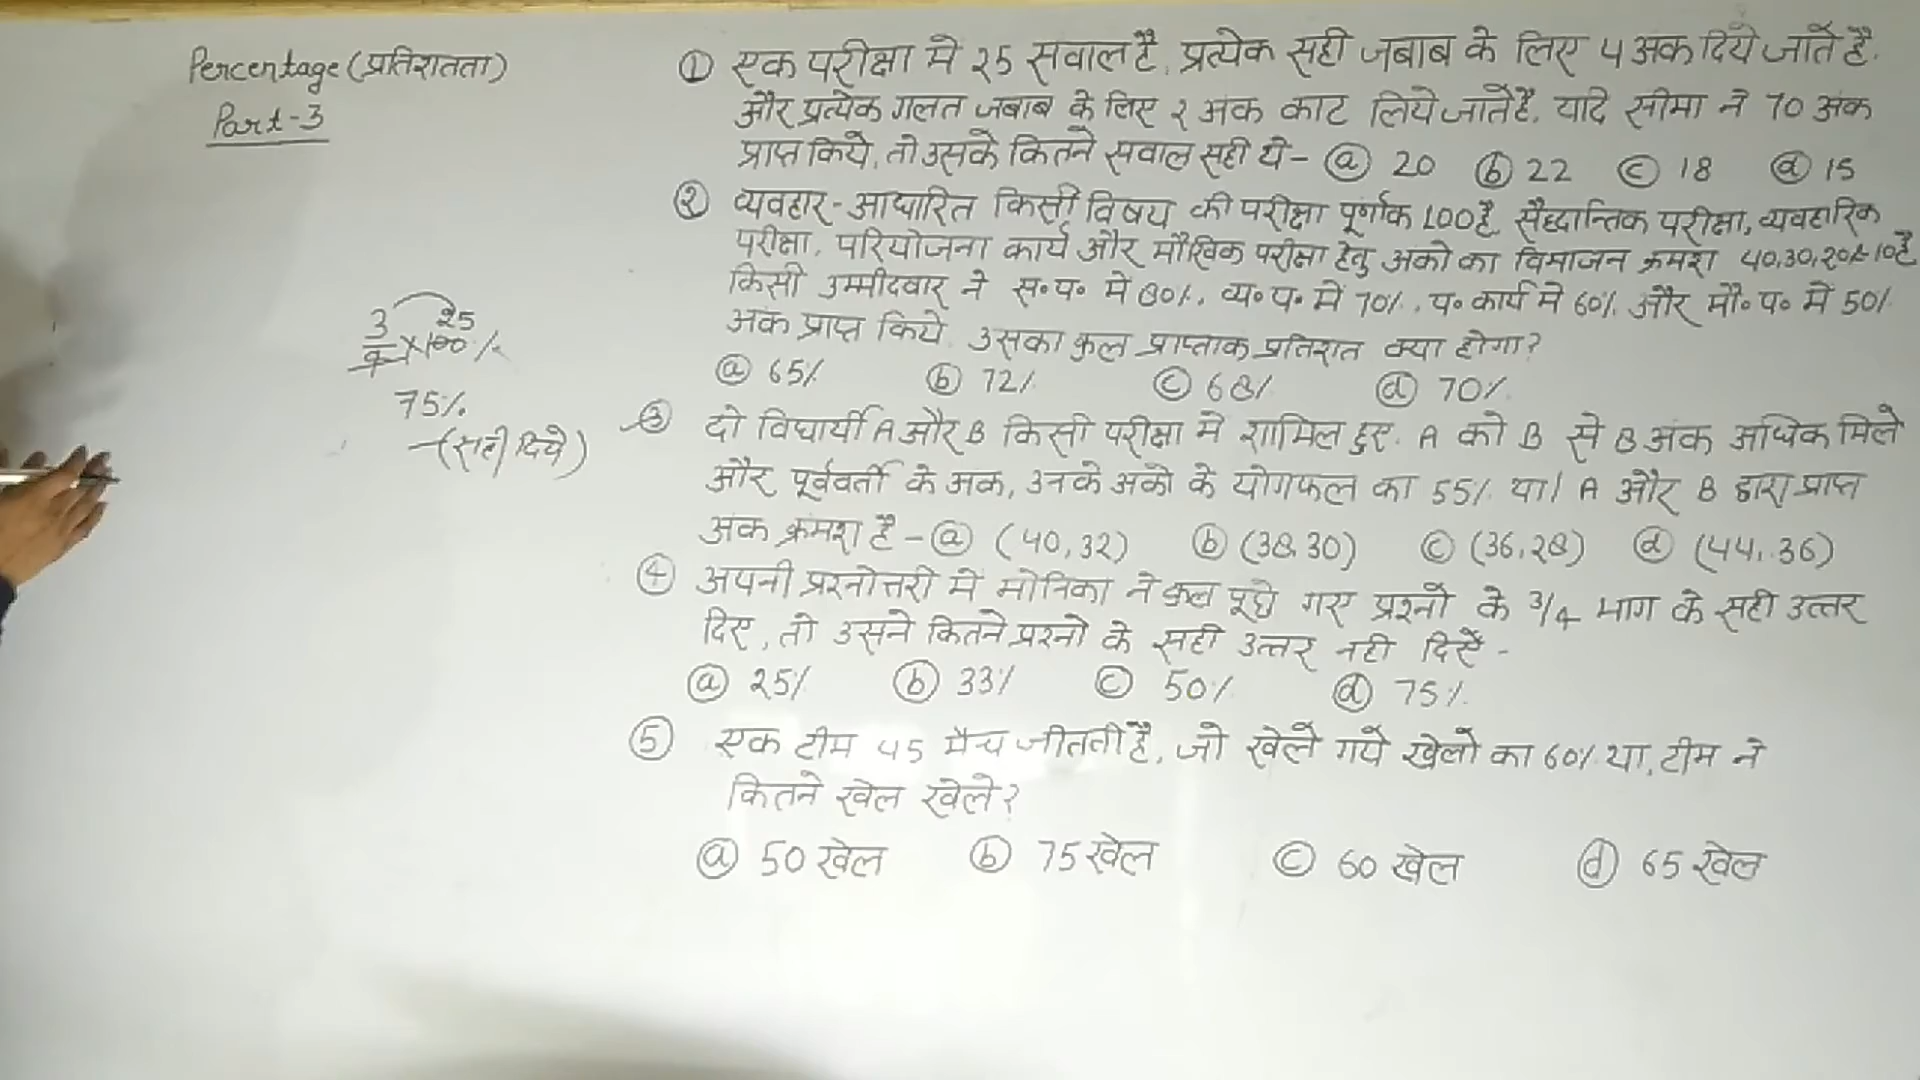 Percentage (प्रतिशतता)
Part-3
① एक परीक्षा मे 25 सवाल है, प्रत्येक सही जबाब के लिए 4 अंक दिये जाते है.
और प्रत्येक गलत जबाब के लिए 2 अंक काट लिये जाते है, यदि सीमा ने 70 अंक
प्राप्त किये, तो उसके कितने सवाल सही थे - ⓐ 20 ⓑ 22 ⓒ 18 ⓓ 15
② व्यवहार-आधारित किसी विषय की परीक्षा पूर्णांक 100 है, सैद्धान्तिक परीक्षा, व्यवहारिक
परीक्षा, परियोजना कार्य और मौखिक परीक्षा हेतु अंको का विभाजन क्रमश 40,30,20 & 10 है
किसी उम्मीदवार ने स॰प॰ मे 80%, व्य॰प॰ में 70%, प॰ कार्य मे 60% और मौ॰प॰ में 50%
अंक प्राप्त किये. उसका कुल प्राप्तांक प्रतिशत क्या होगा?
ⓐ 65% ⓑ 72% ⓒ 68% ⓓ 70%
③ दो विधार्यी A और B किसी परीक्षा मे शामिल हुए. A को B से 8 अंक अधिक मिले
और पूर्ववर्ती के अंक, उनके अंको के योगफल का 55% था। A और B द्वारा प्राप्त
अंक क्रमश है - ⓐ (40,32) ⓑ (38,30) ⓒ (36,28) ⓓ (44,36)
④ अपनी प्रश्नोत्तरी में मोनिका ने कुल पूछे गए प्रश्नो के 3/4 भाग के सही उत्तर
दिए, तो उसने कितने प्रश्नो के सही उत्तर नही दिऐं -
ⓐ 25% ⓑ 33% ⓒ 50% ⓓ 75%
⑤ एक टीम 45 मैच जीतती है, जो खेले गये खेलो का 60% था, टीम ने
कितने खेल खेले?
ⓐ 50 खेल ⓑ 75 खेल ⓒ 60 खेल ⓓ 65 खेल
3/4 × 100 %
25
75%
(सही दिये)